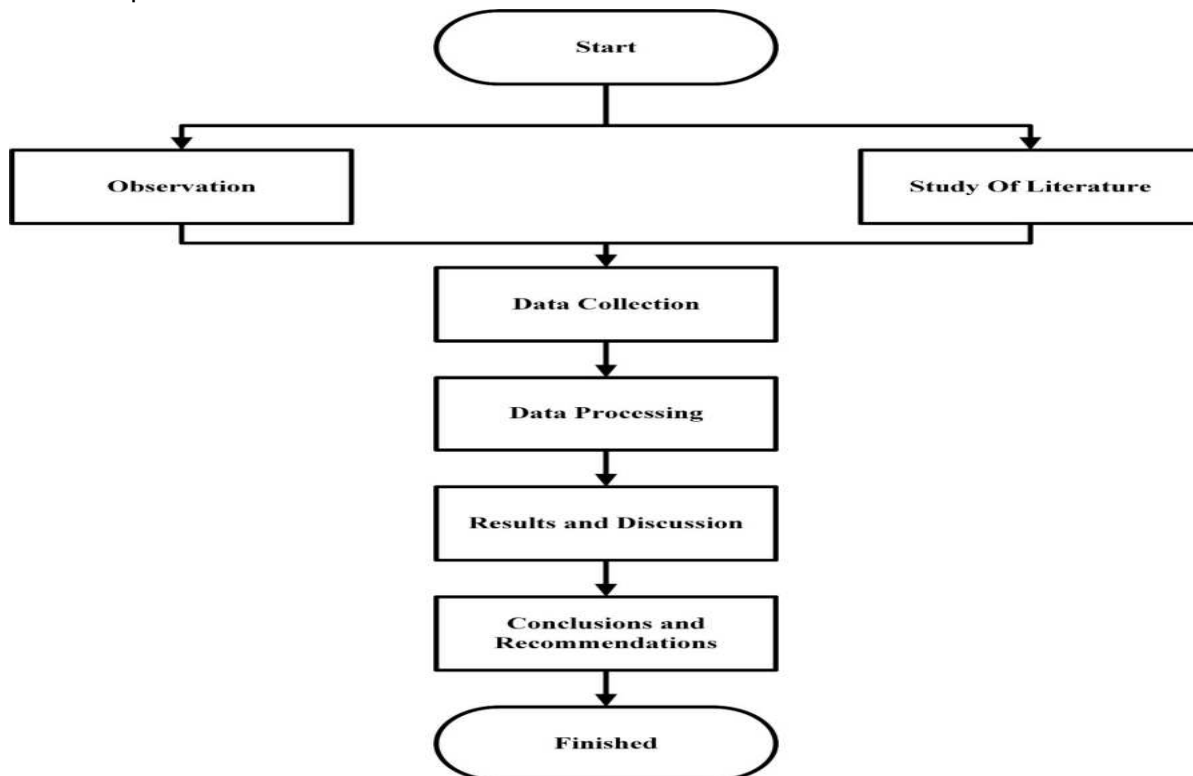 Start
Observation
Study Of Literature
Data Collection
Data Processing
Results and Discussion
Conclusions and
Recommendations
Finished